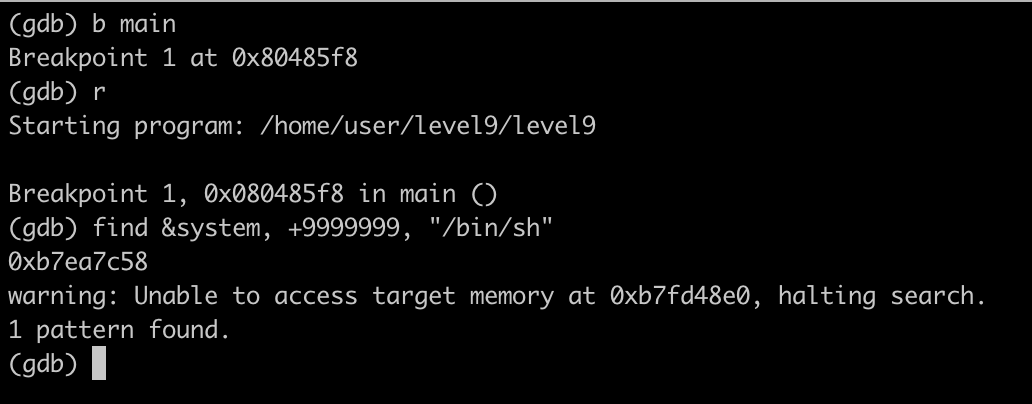 (gdb) b main
Breakpoint 1 at 0x80485f8
(gdb) r
Starting program: /home/user/level9/level9
Breakpoint 1, 0x080485f8 in main ()
(gdb) find &system, +9999999, "/bin/sh"
0xb7ea7c58
warning: Unable to access target memory at 0xb7fd48e0, halting search.
1 pattern found.
(gdb)